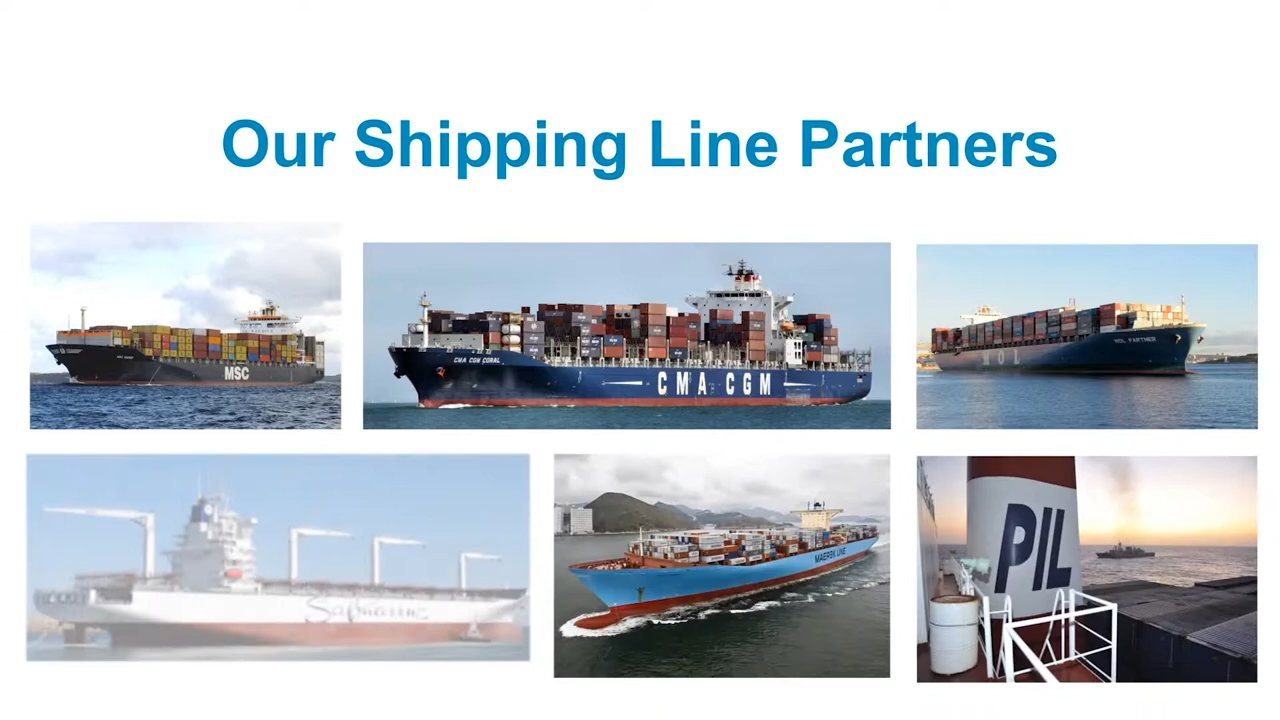 Our Shipping Line Partners
MSC
CMA CGM CORAL
CMA CGM
MOL
MOL PARTNER
Safmarine
MAERSK LINE
PIL